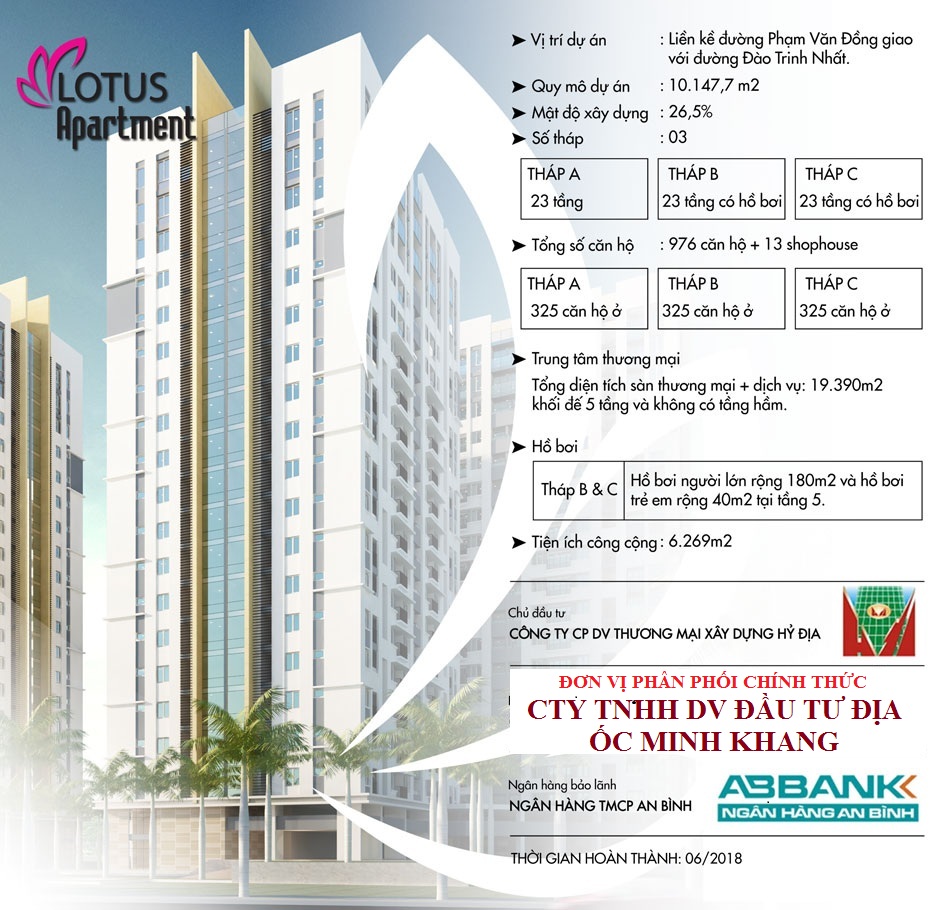 LOTUS
Apartment
➤ Vị trí dự án : Liền kề đường Phạm Văn Đồng giao
với đường Đào Trinh Nhất.
➤ Quy mô dự án : 10.147,7 m2
➤ Mật độ xây dựng : 26,5%
➤ Số tháp : 03
THÁP A
23 tầng
THÁP B
23 tầng có hồ bơi
THÁP C
23 tầng có hồ bơi
➤ Tổng số căn hộ : 976 căn hộ + 13 shophouse
THÁP A
325 căn hộ ở
THÁP B
325 căn hộ ở
THÁP C
325 căn hộ ở
➤ Trung tâm thương mại
Tổng diện tích sàn thương mại + dịch vụ: 19.390m2
khối đế 5 tầng và không có tầng hầm.
➤ Hồ bơi
Tháp B & C
Hồ bơi người lớn rộng 180m2 và hồ bơi
trẻ em rộng 40m2 tại tầng 5.
➤ Tiện ích công cộng : 6.269m2
Chủ đầu tư
CÔNG TY CP DV THƯƠNG MẠI XÂY DỰNG HỶ ĐỊA
ĐƠN VỊ PHÂN PHỐI CHÍNH THỨC
CTY TNHH DV ĐẦU TƯ ĐỊA
ỐC MINH KHANG
Ngân hàng bảo lãnh
NGÂN HÀNG TMCP AN BÌNH
ABBANK
NGÂN HÀNG AN BÌNH
THỜI GIAN HOÀN THÀNH: 06/2018